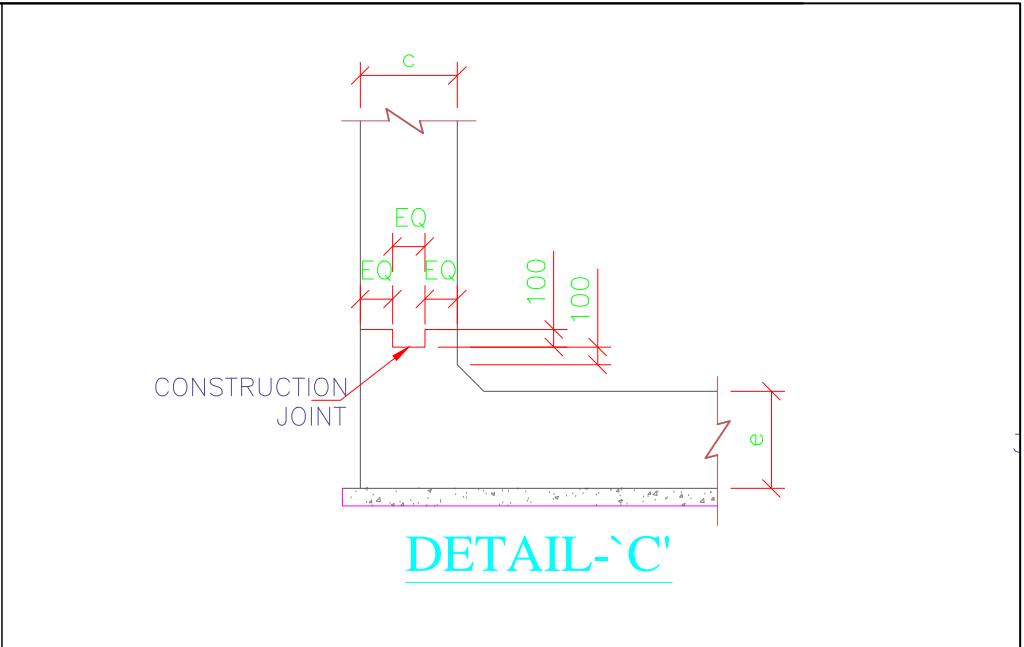 c
EQ
EQ EQ
100
100
CONSTRUCTION
JOINT
e
DETAIL-`C'